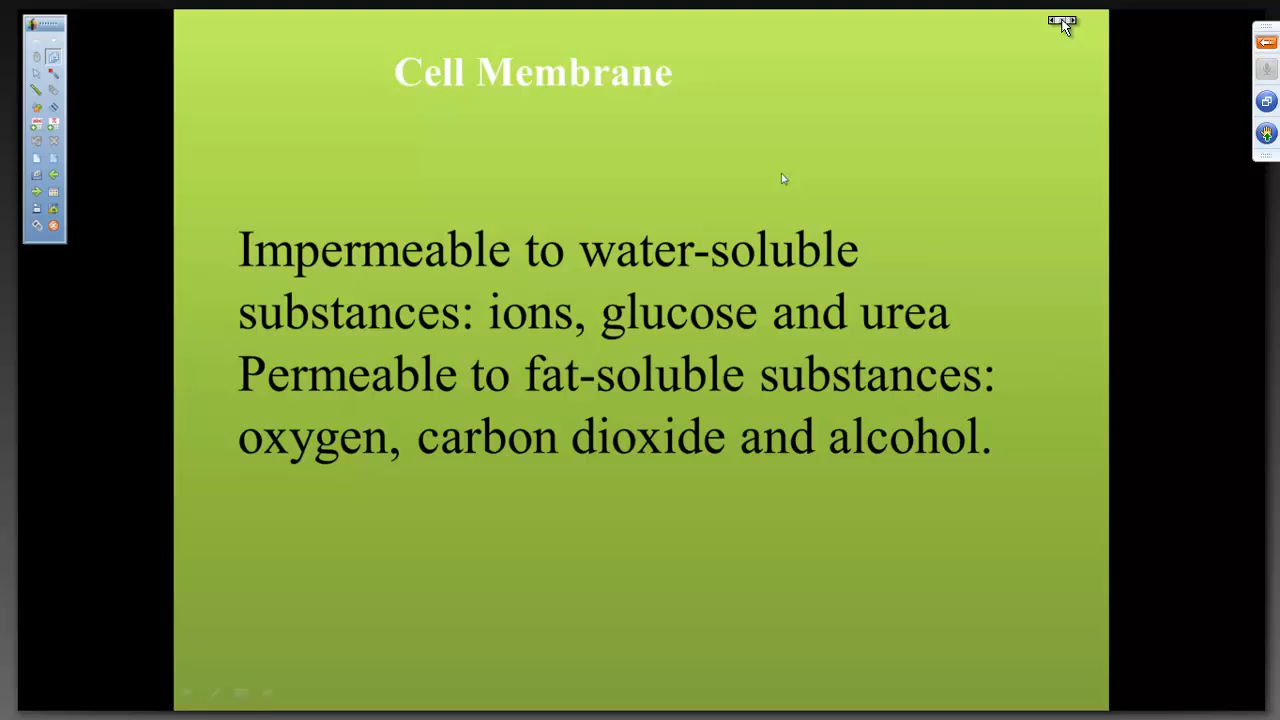 Cell Membrane
Impermeable to water-soluble
substances: ions, glucose and urea
Permeable to fat-soluble substances:
oxygen, carbon dioxide and alcohol.